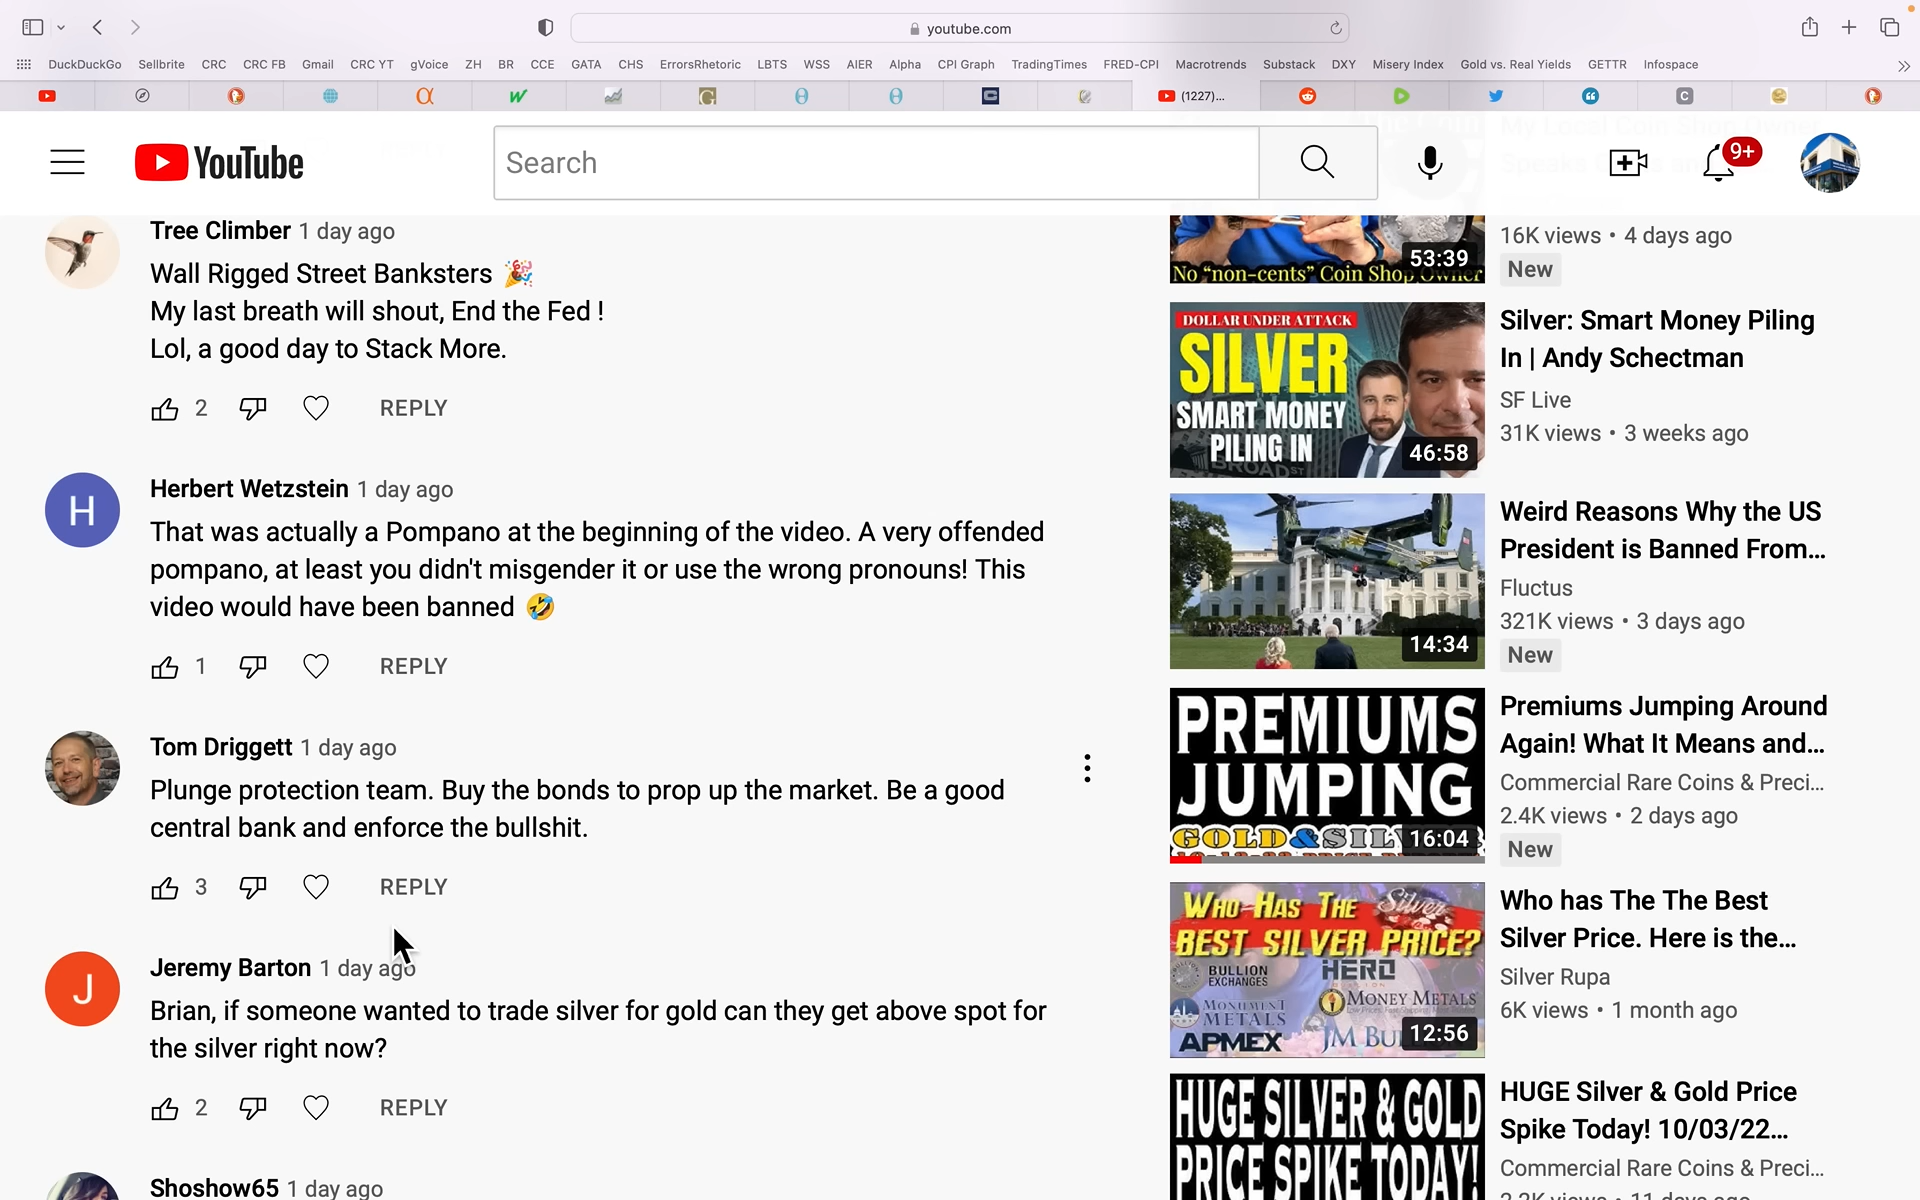 youtube.com
DuckDuckGo Sellbrite CRC CRC FB Gmail CRC YT gVoice ZH BR CCE GATA CHS ErrorsRhetoric LBTS WSS AIER Alpha CPI Graph TradingTimes FRED-CPI Macrotrends Substack DXY Misery Index Gold vs. Real Yields GETTR Infospace
(1227)...
YouTube
Search
9+
Tree Climber 1 day ago
Wall Rigged Street Banksters 🎉
My last breath will shout, End the Fed !
Lol, a good day to Stack More.
2 REPLY
H
Herbert Wetzstein 1 day ago
That was actually a Pompano at the beginning of the video. A very offended
pompano, at least you didn't misgender it or use the wrong pronouns! This
video would have been banned 🤣
1 REPLY
Tom Driggett 1 day ago
Plunge protection team. Buy the bonds to prop up the market. Be a good
central bank and enforce the bullshit.
3 REPLY
J
Jeremy Barton 1 day ago
Brian, if someone wanted to trade silver for gold can they get above spot for
the silver right now?
2 REPLY
Shoshow65 1 day ago
My Local Coin Shop Owner
No "non-cents" Coin Shop Owner
53:39
16K views • 4 days ago
New
DOLLAR UNDER ATTACK
SILVER
SMART MONEY
PILING IN
BROAD ST
46:58
Silver: Smart Money Piling
In | Andy Schectman
SF Live
31K views • 3 weeks ago
14:34
Weird Reasons Why the US
President is Banned From...
Fluctus
321K views • 3 days ago
New
PREMIUMS
JUMPING
GOLD & SIL
16:04
Premiums Jumping Around
Again! What It Means and...
Commercial Rare Coins & Preci...
2.4K views • 2 days ago
New
WHO HAS THE Silver
BEST SILVER PRICE?
BULLION
EXCHANGES
HERO
MONUMENT
METALS
MONEY METALS
APMEX
JM BU
12:56
Who has The The Best
Silver Price. Here is the...
Silver Rupa
6K views • 1 month ago
HUGE SILVER & GOLD
PRICE SPIKE TODAY!
HUGE Silver & Gold Price
Spike Today! 10/03/22...
Commercial Rare Coins & Preci...
11 days ago